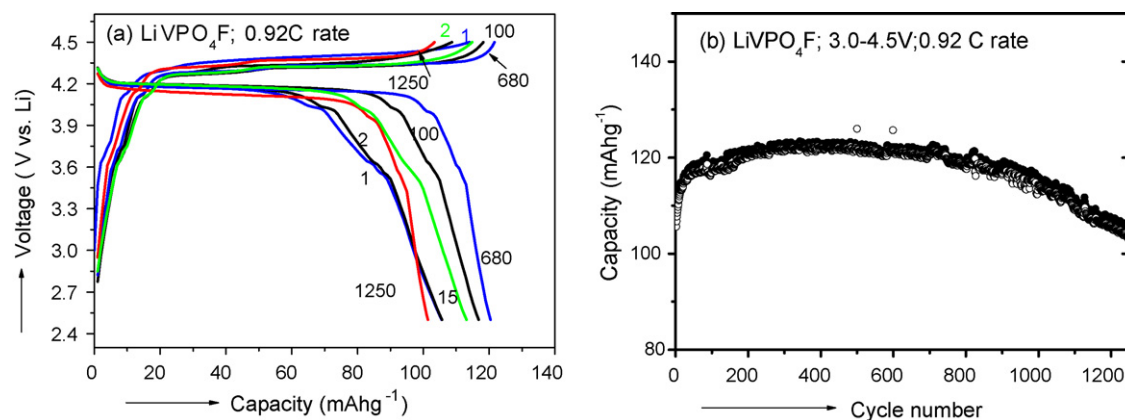 (a) LiVPO4F; 0.92C rate
2
1
100
1250
680
100
2
1
680
1250
15
4.5
4.2
3.9
3.6
3.3
3.0
2.7
2.4
Voltage ( V vs. Li)
0 20 40 60 80 100 120 140
Capacity (mAhg-1)
(b) LiVPO4F; 3.0-4.5V;0.92 C rate
140
120
100
80
Capacity (mAhg-1)
0 200 400 600 800 1000 1200
Cycle number